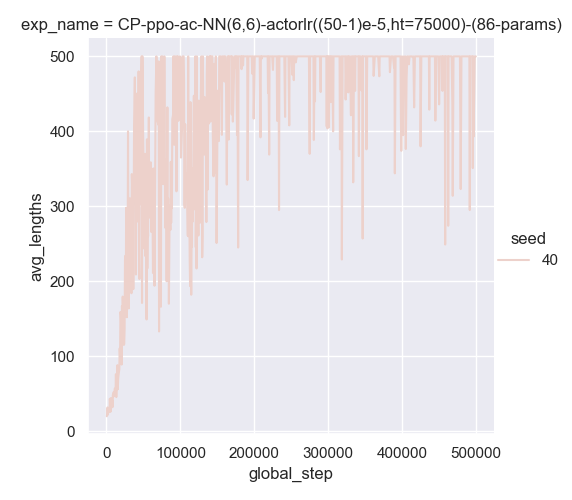 exp_name = CP-ppo-ac-NN(6,6)-actorlr((50-1)e-5,ht=75000)-(86-params)
500
400
300
200
100
0
avg_lengths
0 100000 200000 300000 400000 500000
global_step
seed
40